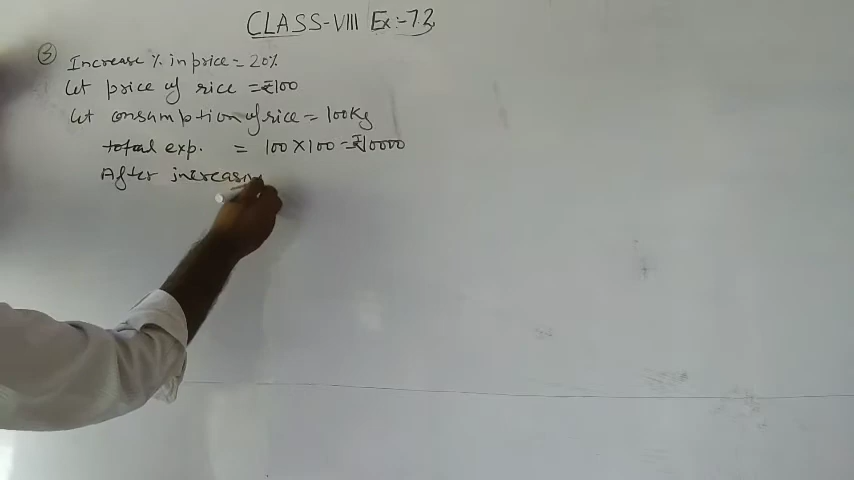 CLASS-VIII Ex:-7.3
③ Increase % in price = 20%
Let price of rice = ₹100
Let consumption of rice = 100Kg
total exp. = 100 X 100 = ₹10000
After increasin